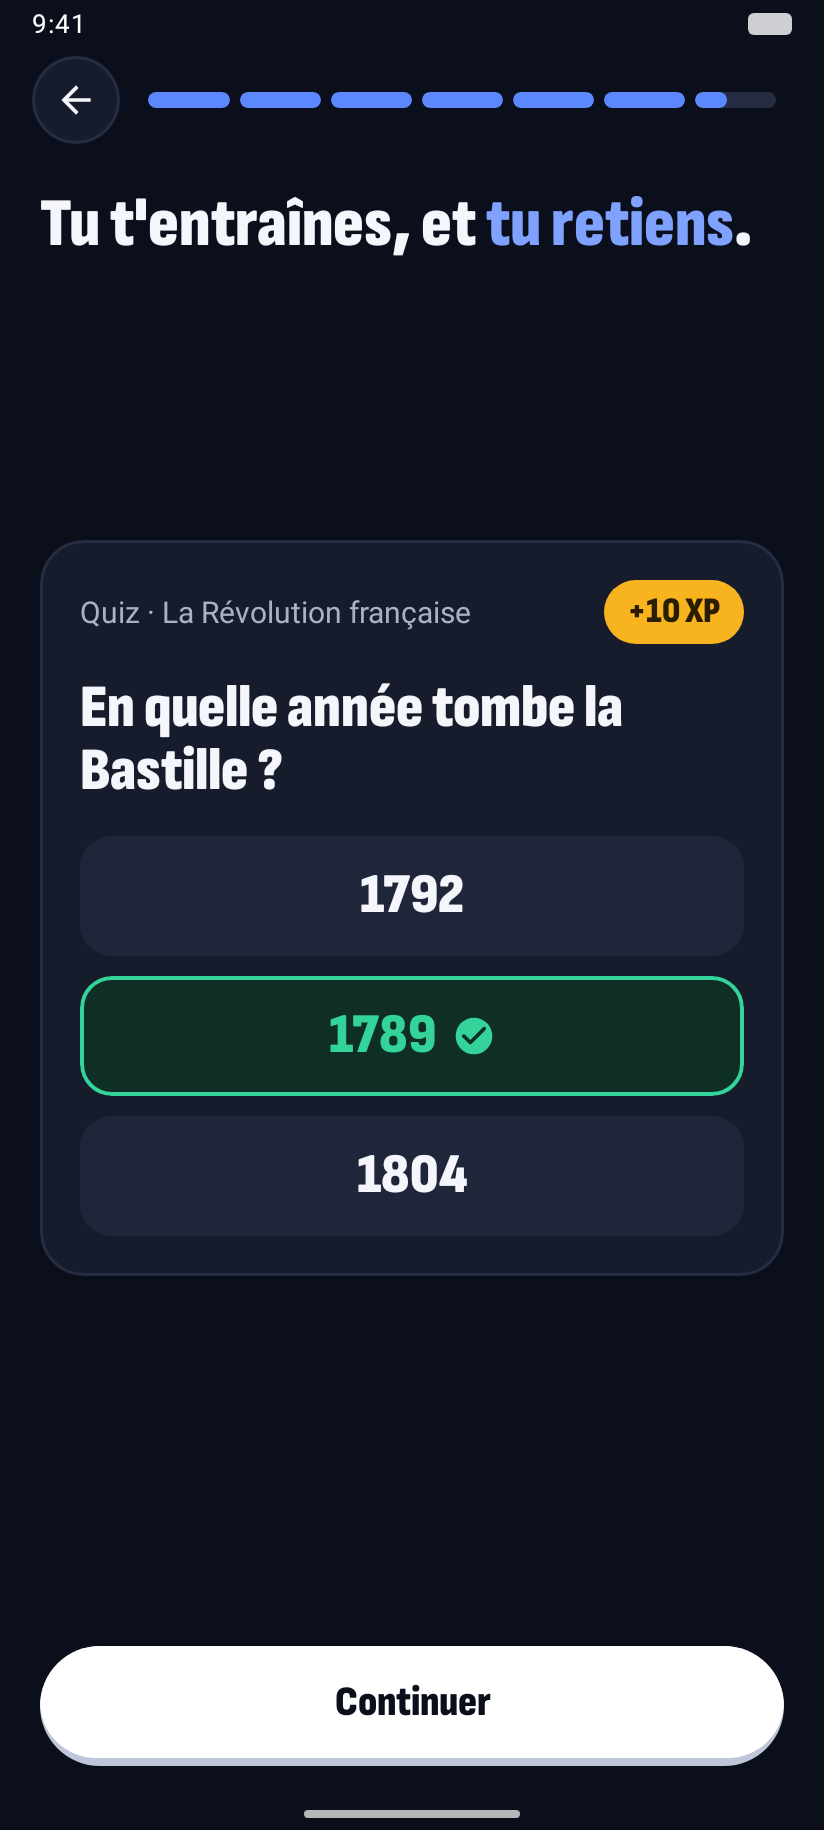 9:41
Tu t'entraînes, et tu retiens.
Quiz · La Révolution française
+10 XP
En quelle année tombe la
Bastille ?
1792
1789
1804
Continuer